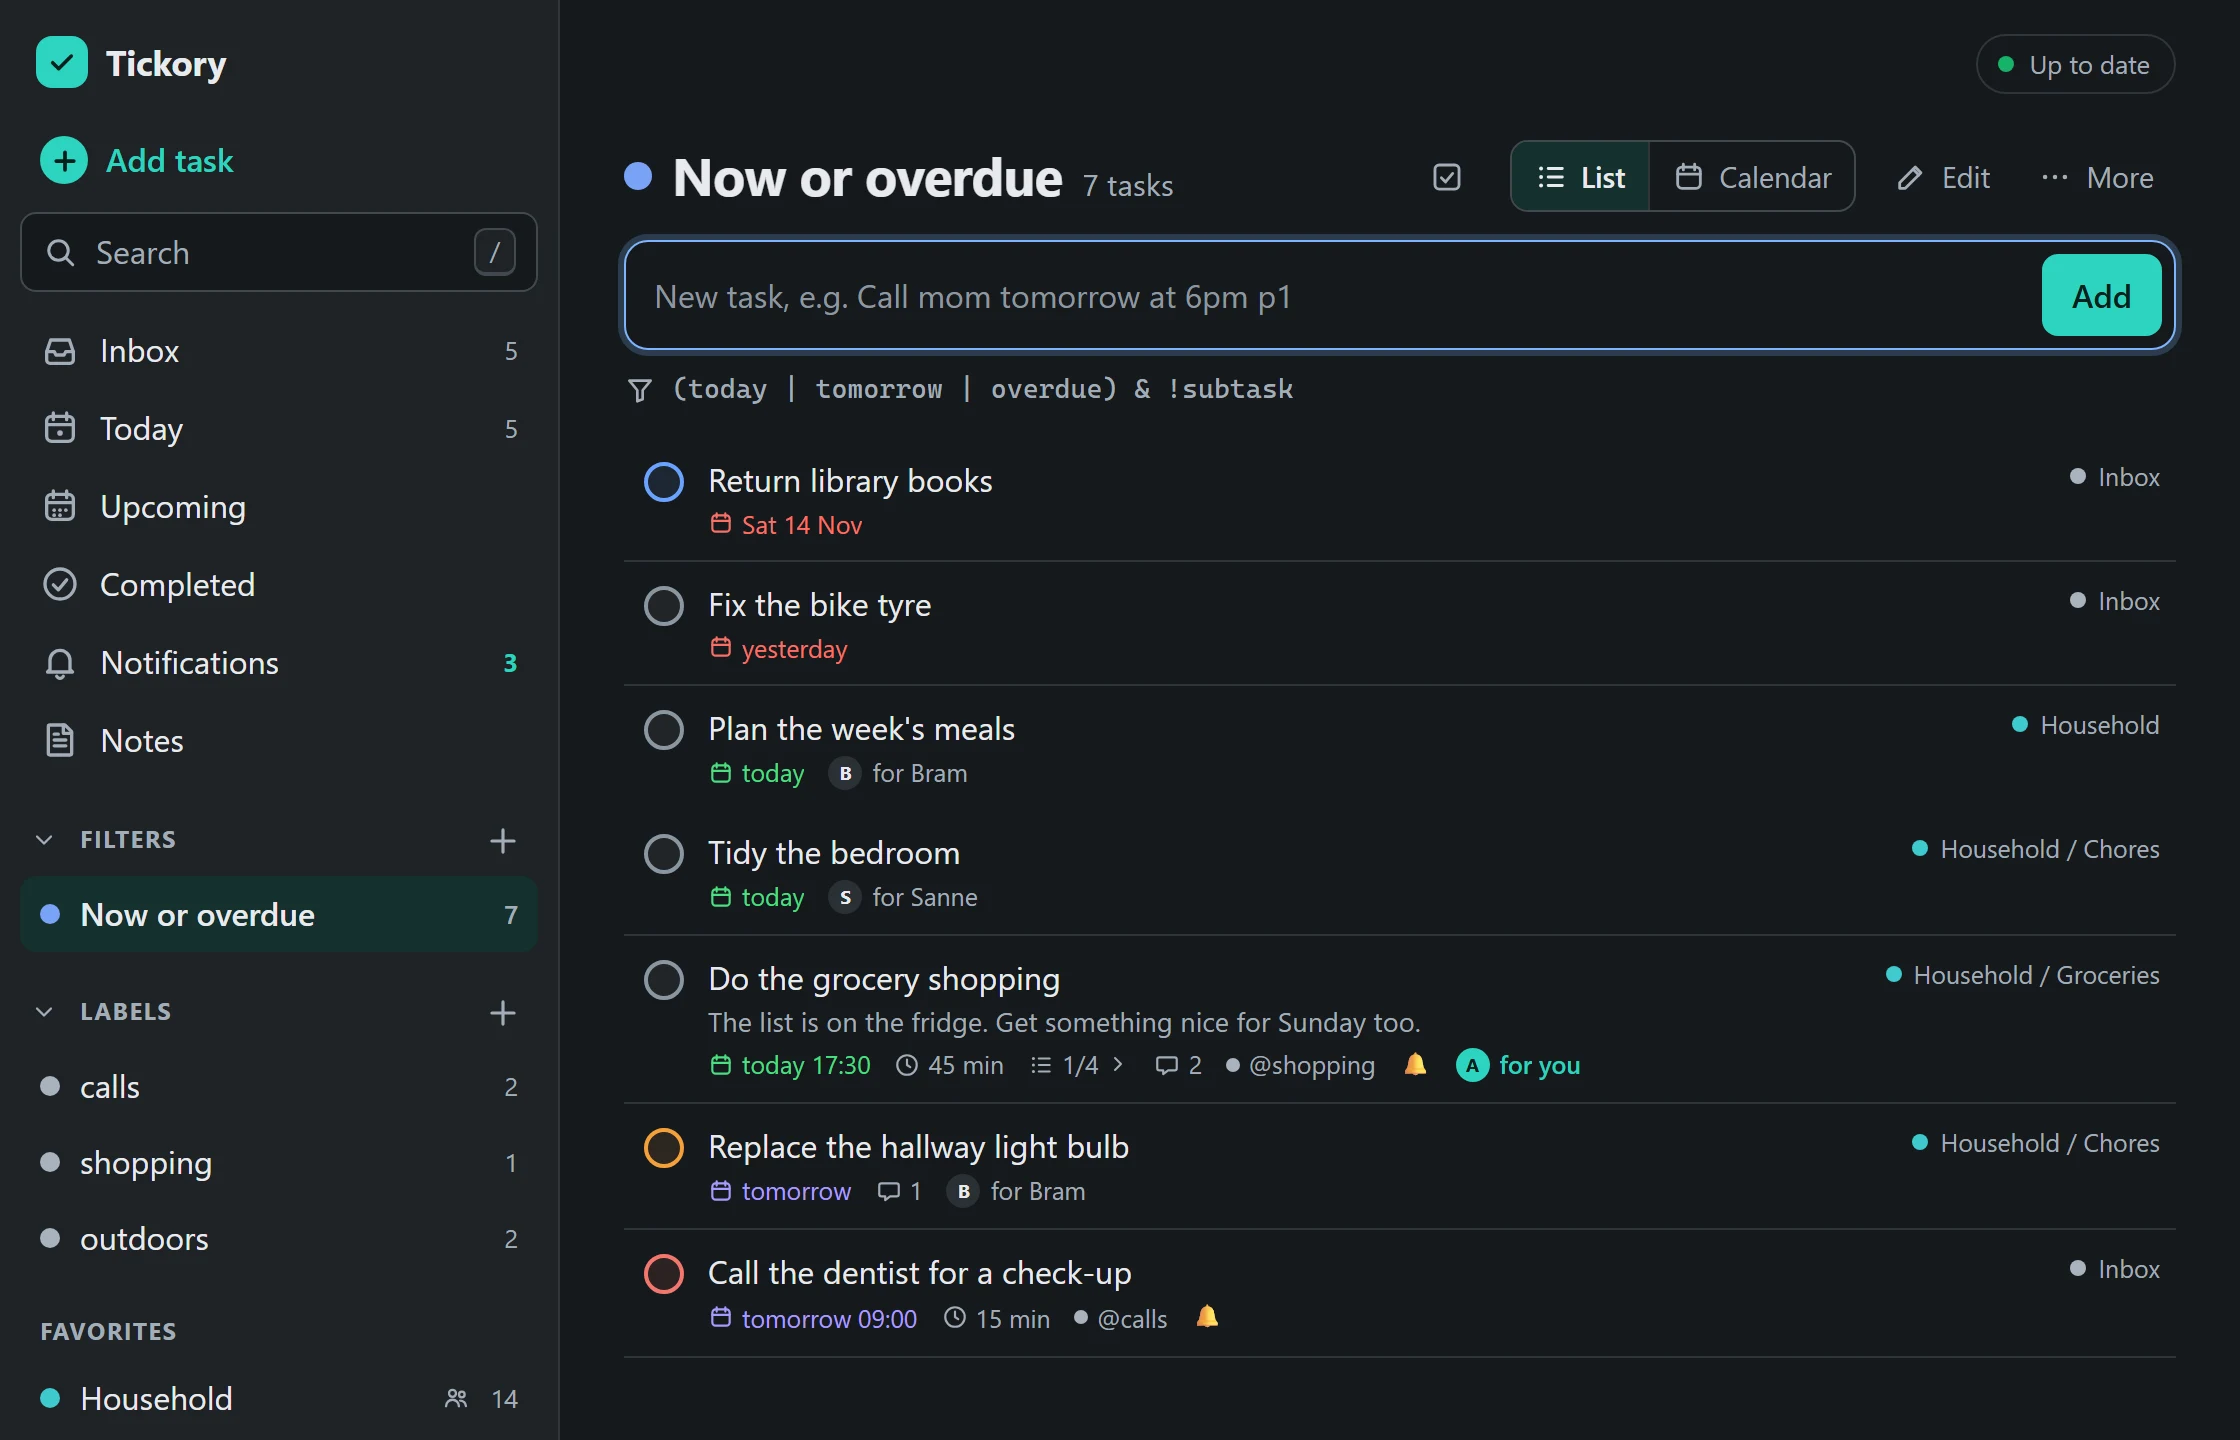 Tickory
Add task
Search /
Inbox 5
Today 5
Upcoming
Completed
Notifications 3
Notes
FILTERS
Now or overdue 7
LABELS
calls 2
shopping 1
outdoors 2
FAVORITES
Household 14
Up to date
Now or overdue 7 tasks
List Calendar Edit More
New task, e.g. Call mom tomorrow at 6pm p1 Add
(today | tomorrow | overdue) & !subtask
Return library books Inbox
Sat 14 Nov
Fix the bike tyre Inbox
yesterday
Plan the week's meals Household
today B for Bram
Tidy the bedroom Household / Chores
today S for Sanne
Do the grocery shopping Household / Groceries
The list is on the fridge. Get something nice for Sunday too.
today 17:30 45 min 1/4 2 @shopping A for you
Replace the hallway light bulb Household / Chores
tomorrow 1 B for Bram
Call the dentist for a check-up Inbox
tomorrow 09:00 15 min @calls